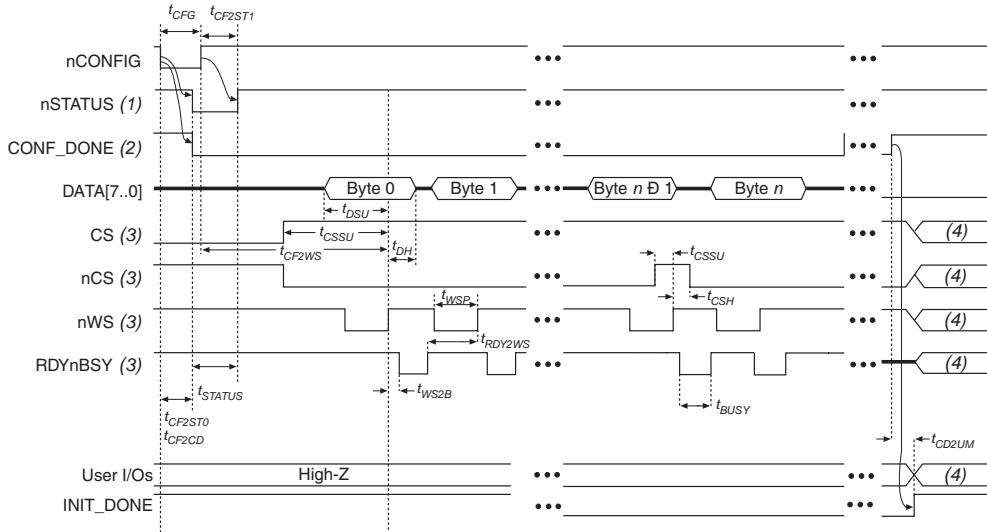 tCFG
tCF2ST1
nCONFIG
nSTATUS (1)
CONF_DONE (2)
DATA[7..0]
Byte 0
Byte 1
Byte n Ð 1
Byte n
tDSU
CS (3)
tCSSU
(4)
tCF2WS
tDH
nCS (3)
tCSSU
(4)
tCSH
tWSP
nWS (3)
(4)
tRDY2WS
RDYnBSY (3)
(4)
tSTATUS
tWS2B
tBUSY
tCF2ST0
tCF2CD
tCD2UM
User I/Os
High-Z
(4)
INIT_DONE